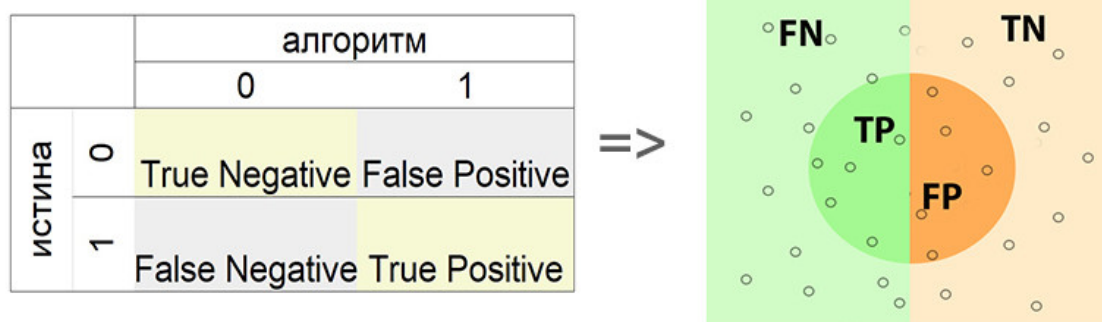 алгоритм
0 1
истина
0
True Negative False Positive
1
False Negative True Positive
=>
FN TN
TP
FP